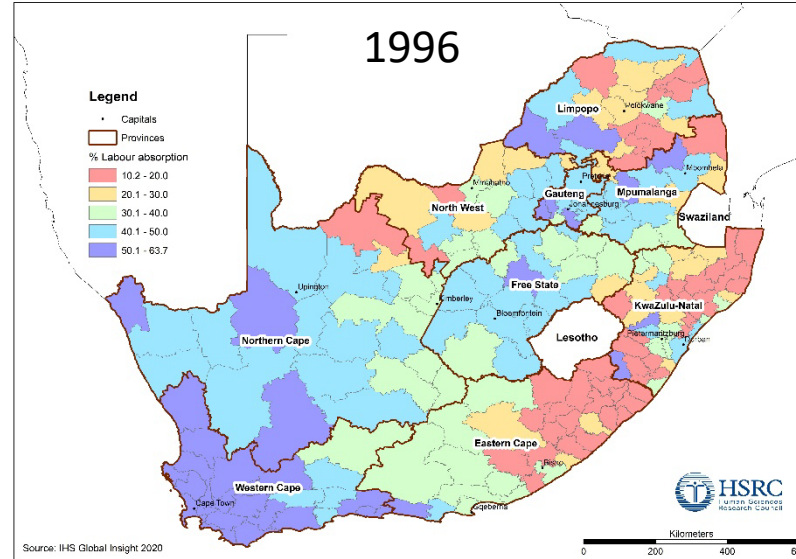 1996
Legend
Capitals
Provinces
% Labour absorption
10.2 - 20.0
20.1 - 30.0
30.1 - 40.0
40.1 - 50.0
50.1 - 63.7
Limpopo
Polokwane
Mbombela
Mpumalanga
Gauteng
Johannesburg
North West
Swaziland
Upington
Kimberley
Free State
Bloemfontein
KwaZulu-Natal
Pietermaritzburg
Durban
Lesotho
Northern Cape
Eastern Cape
Bisho
Western Cape
Cape Town
Gqeberha
HSRC
Human Sciences
Research Council
Kilometers
0 200 400
Source: IHS Global Insight 2020